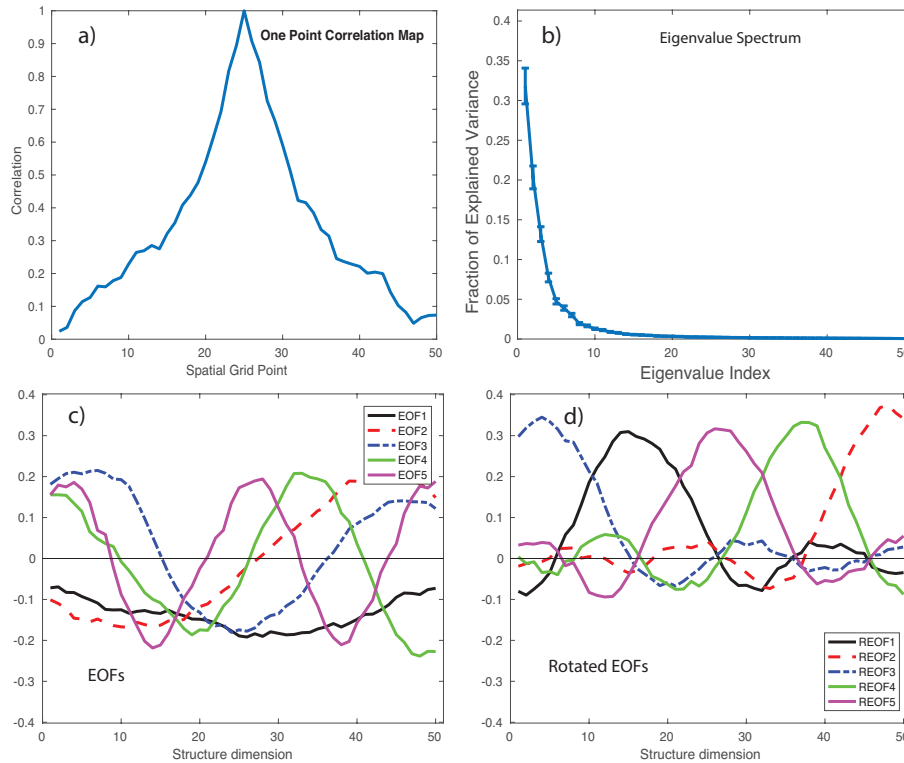 a)
One Point Correlation Map
Correlation
1
0.9
0.8
0.7
0.6
0.5
0.4
0.3
0.2
0.1
0
0 10 20 30 40 50
Spatial Grid Point
b)
Eigenvalue Spectrum
Fraction of Explained Variance
0.4
0.35
0.3
0.25
0.2
0.15
0.1
0.05
0
0 10 20 30 40 50
Eigenvalue Index
c)
EOF1
EOF2
EOF3
EOF4
EOF5
0.4
0.3
0.2
0.1
0
-0.1
-0.2
-0.3
-0.4
EOFs
0 10 20 30 40 50
Structure dimension
d)
0.4
0.3
0.2
0.1
0
-0.1
-0.2
-0.3
-0.4
Rotated EOFs
REOF1
REOF2
REOF3
REOF4
REOF5
0 10 20 30 40 50
Structure dimension